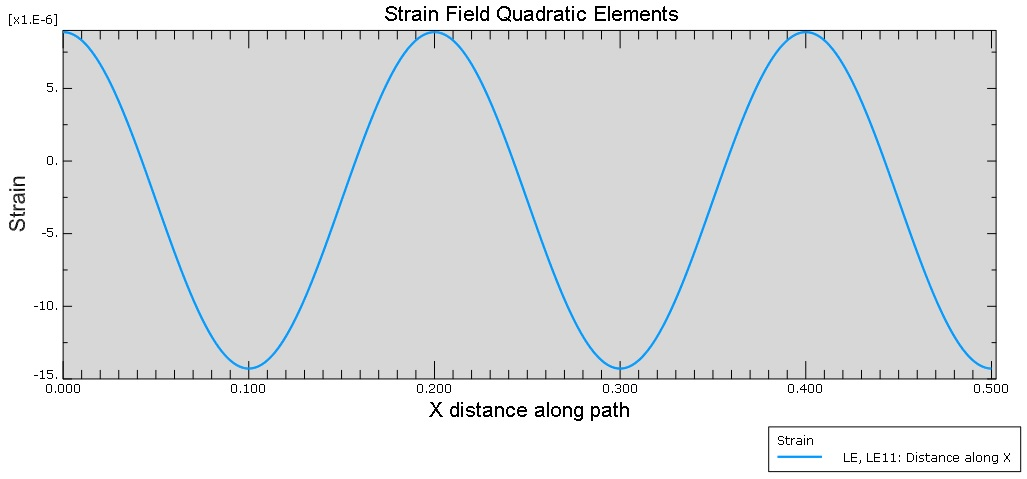 Strain Field Quadratic Elements
[x1.E-6]
5.
0.
-5.
-10.
-15.
Strain
0.000 0.100 0.200 0.300 0.400 0.500
X distance along path
Strain
LE, LE11: Distance along X